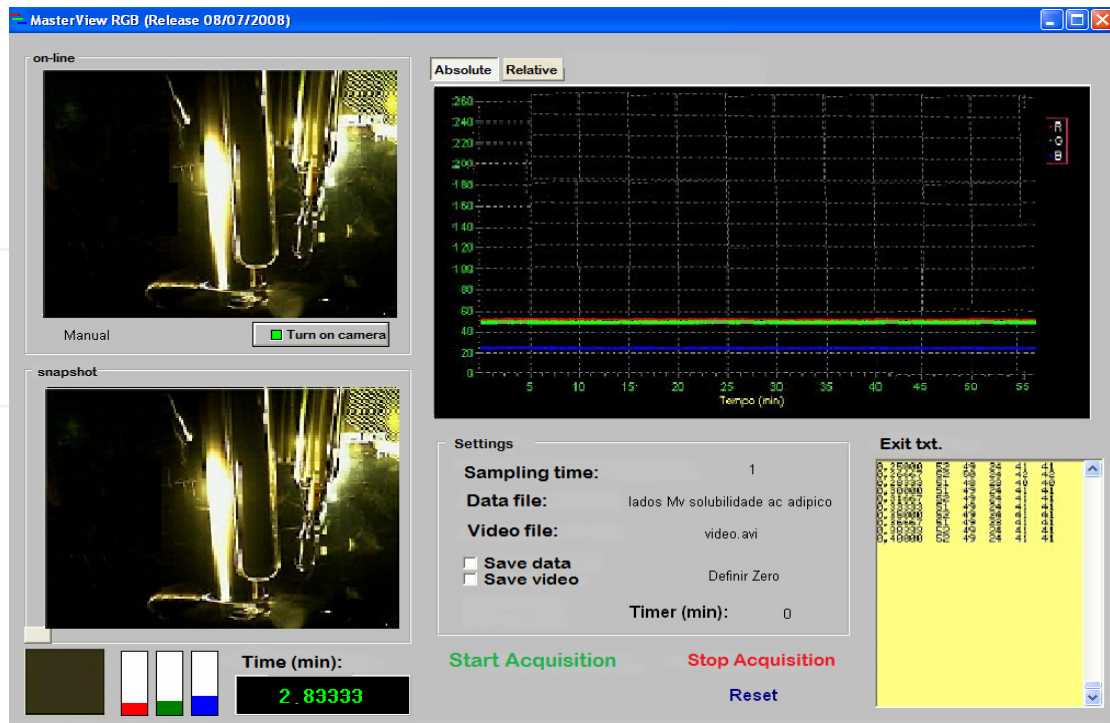 MasterView RGB (Release 08/07/2008)
on-line
Manual
Turn on camera
snapshot
Time (min):
2.83333
Absolute
Relative
260
240
220
200
180
160
140
120
100
80
60
40
20
0
5 10 15 20 25 30 35 40 45 50 55
Tempo (min)
R
G
B
Settings
Sampling time: 1
Data file: lados Mv solubilidade ac adipico
Video file: video.avi
Save data
Save video
Definir Zero
Timer (min): 0
Start Acquisition
Stop Acquisition
Reset
Exit txt.